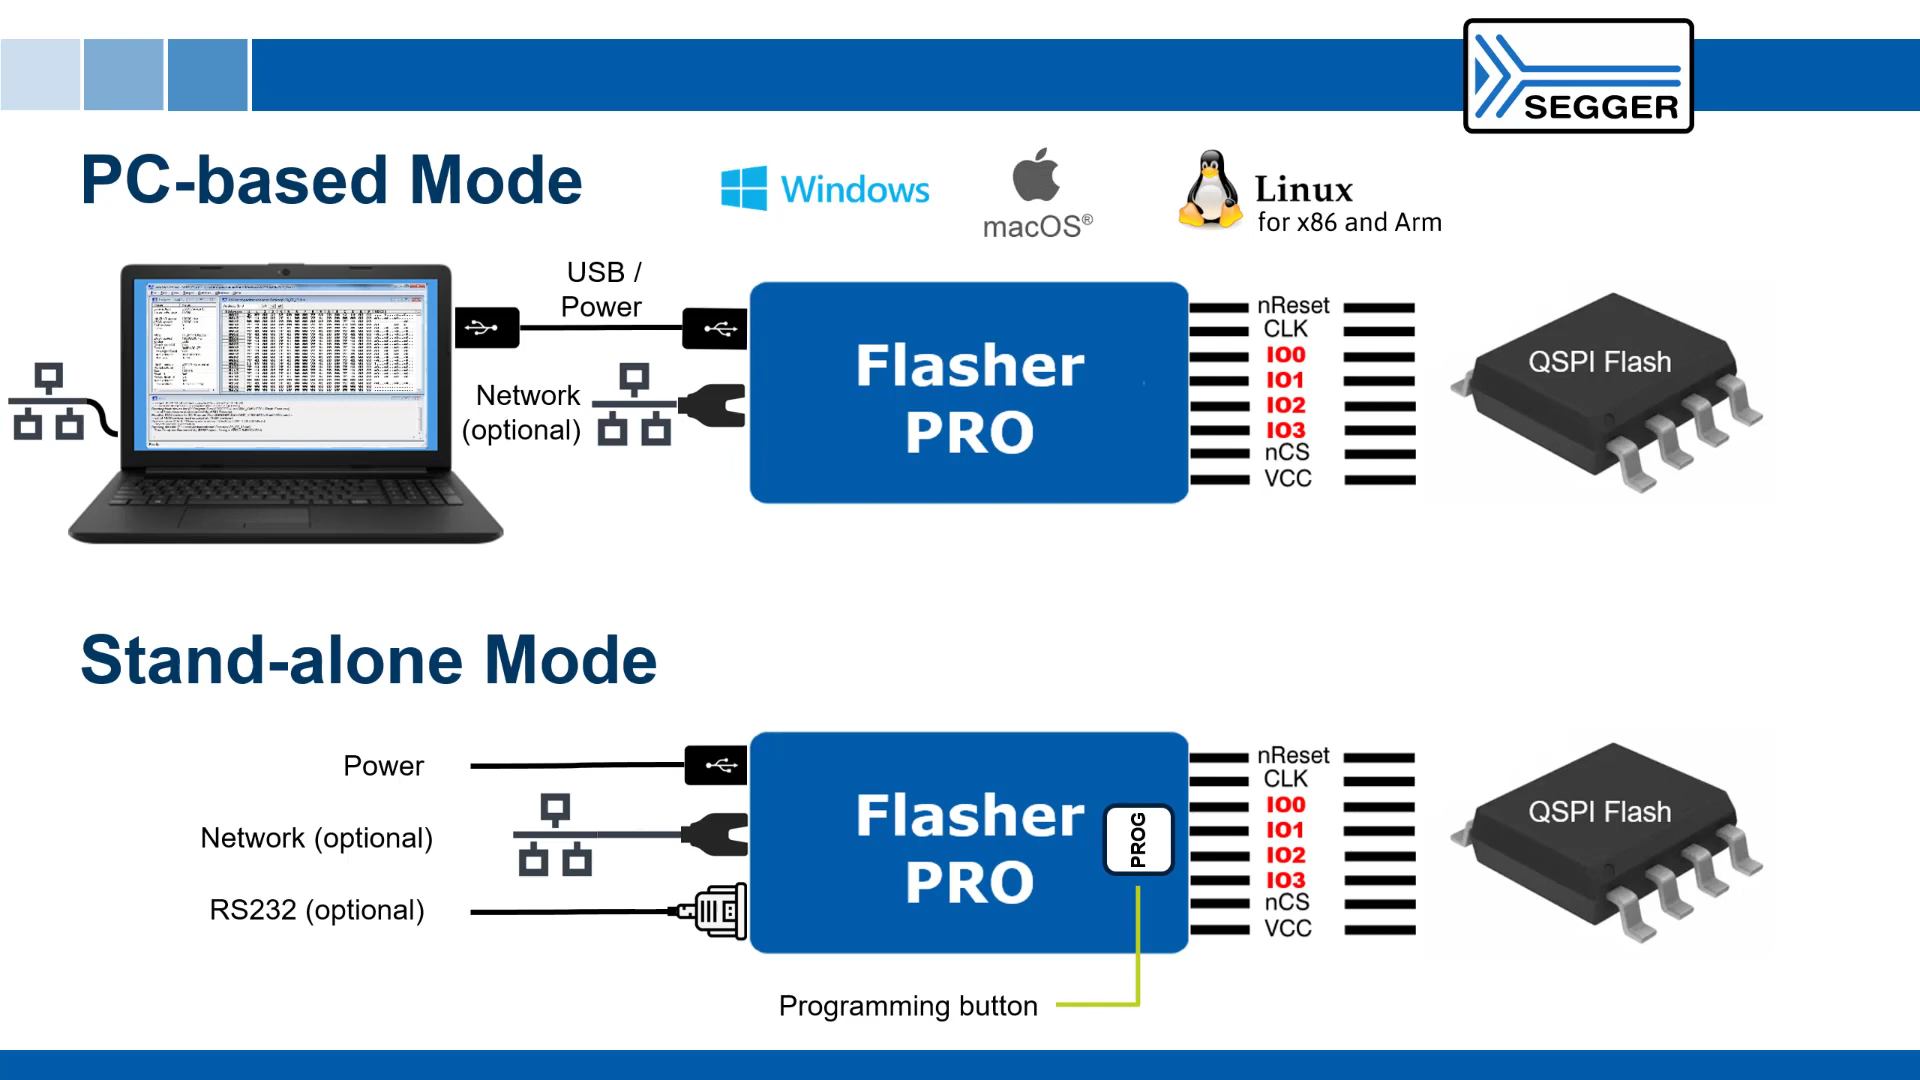 SEGGER
PC-based Mode
Windows
macOS®
Linux
for x86 and Arm
USB /
Power
Network
(optional)
Flasher
PRO
nReset
CLK
IO0
IO1
IO2
IO3
nCS
VCC
QSPI Flash
Stand-alone Mode
Power
Network (optional)
RS232 (optional)
Flasher
PRO
PROG
nReset
CLK
IO0
IO1
IO2
IO3
nCS
VCC
QSPI Flash
Programming button